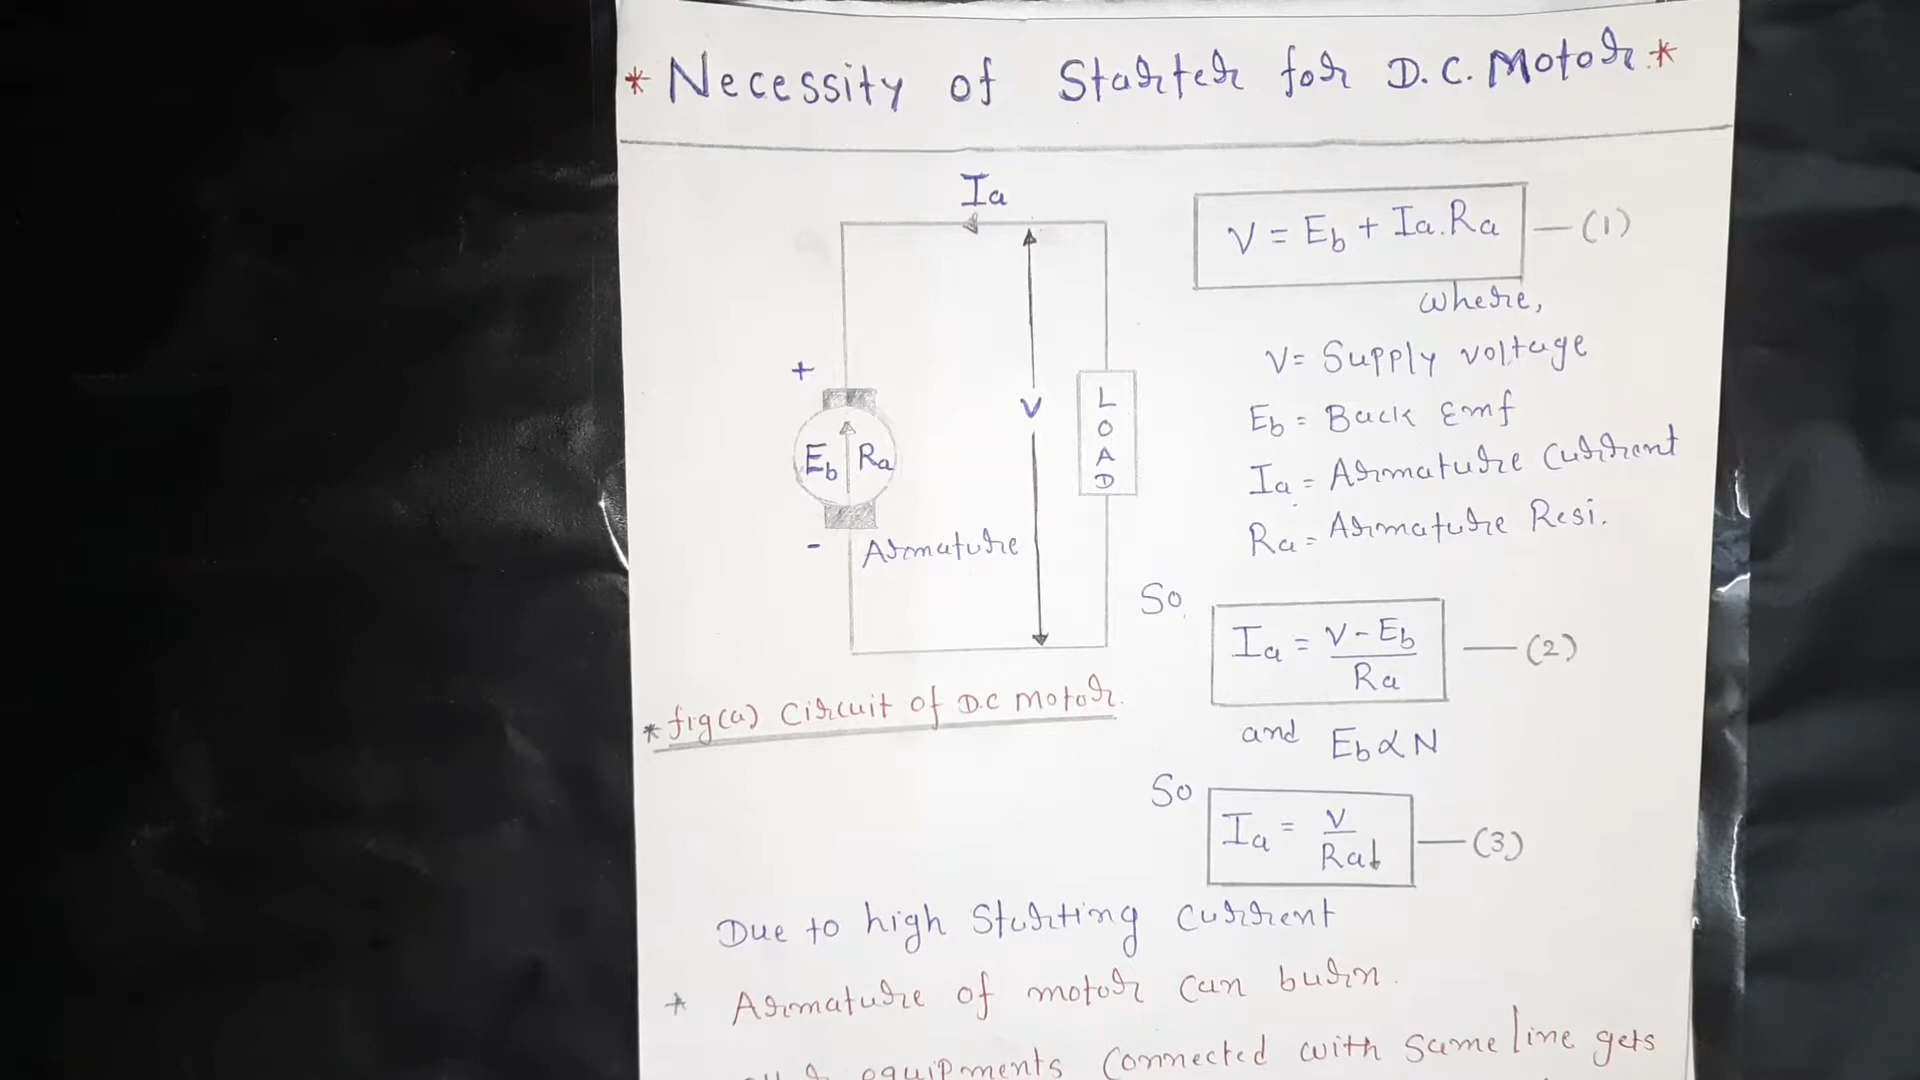 * Necessity of Starter for D.C. Motor *
Ia
V = Eb + Ia.Ra — (1)
where,
V = Supply voltage
Eb = Back Emf
Ia = Armature Current
Ra = Armature Resi.
+
Eb Ra
-
Armature
V
LOAD
* fig(a) Circuit of D.C motor.
So
Ia = V - Eb / Ra — (2)
and Eb ∝ N
So
Ia = V / Ra↓ — (3)
Due to high Starting Current
* Armature of motor can burn.
equipments Connected with same line gets